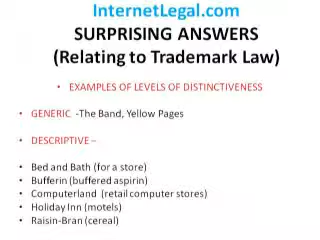 InternetLegal.com
SURPRISING ANSWERS
(Relating to Trademark Law)
• EXAMPLES OF LEVELS OF DISTINCTIVENESS
• GENERIC -The Band, Yellow Pages
• DESCRIPTIVE –
• Bed and Bath (for a store)
• Bufferin (buffered aspirin)
• Computerland (retail computer stores)
• Holiday Inn (motels)
• Raisin-Bran (cereal)